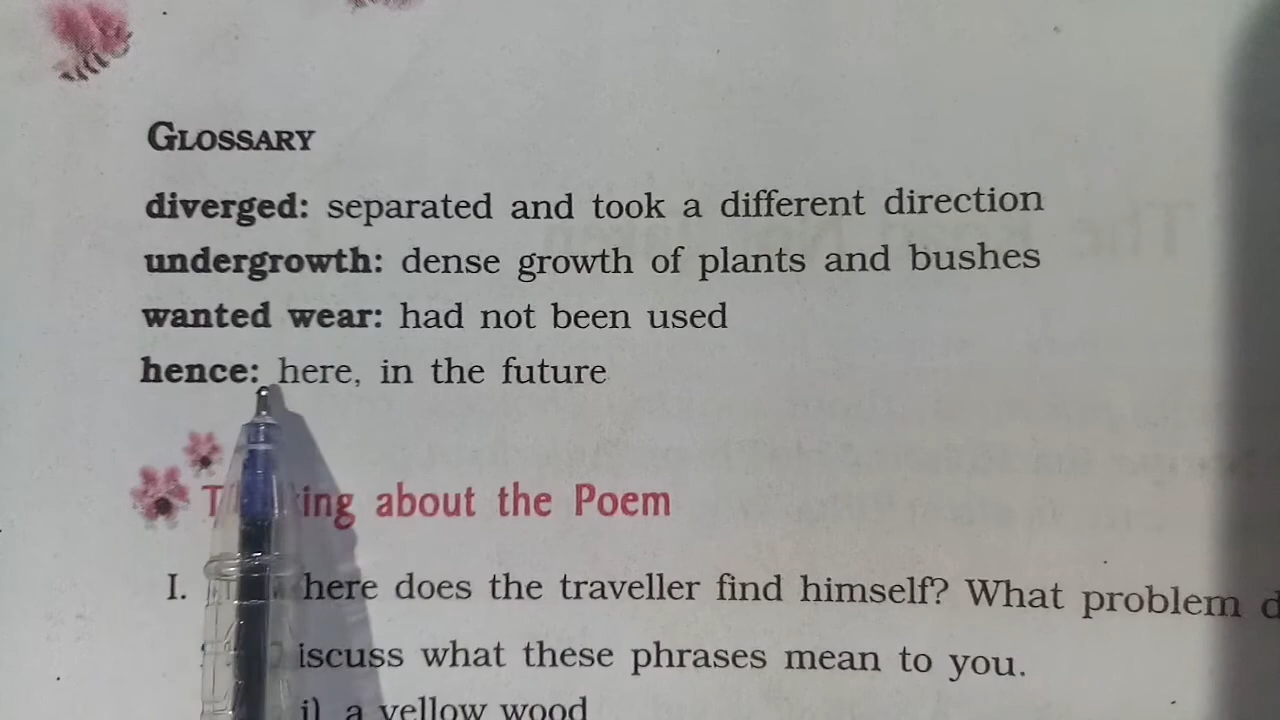 GLOSSARY
diverged: separated and took a different direction
undergrowth: dense growth of plants and bushes
wanted wear: had not been used
hence: here, in the future
about the Poem
I. here does the traveller find himself? What problem
iscuss what these phrases mean to you.
i) a yellow wood